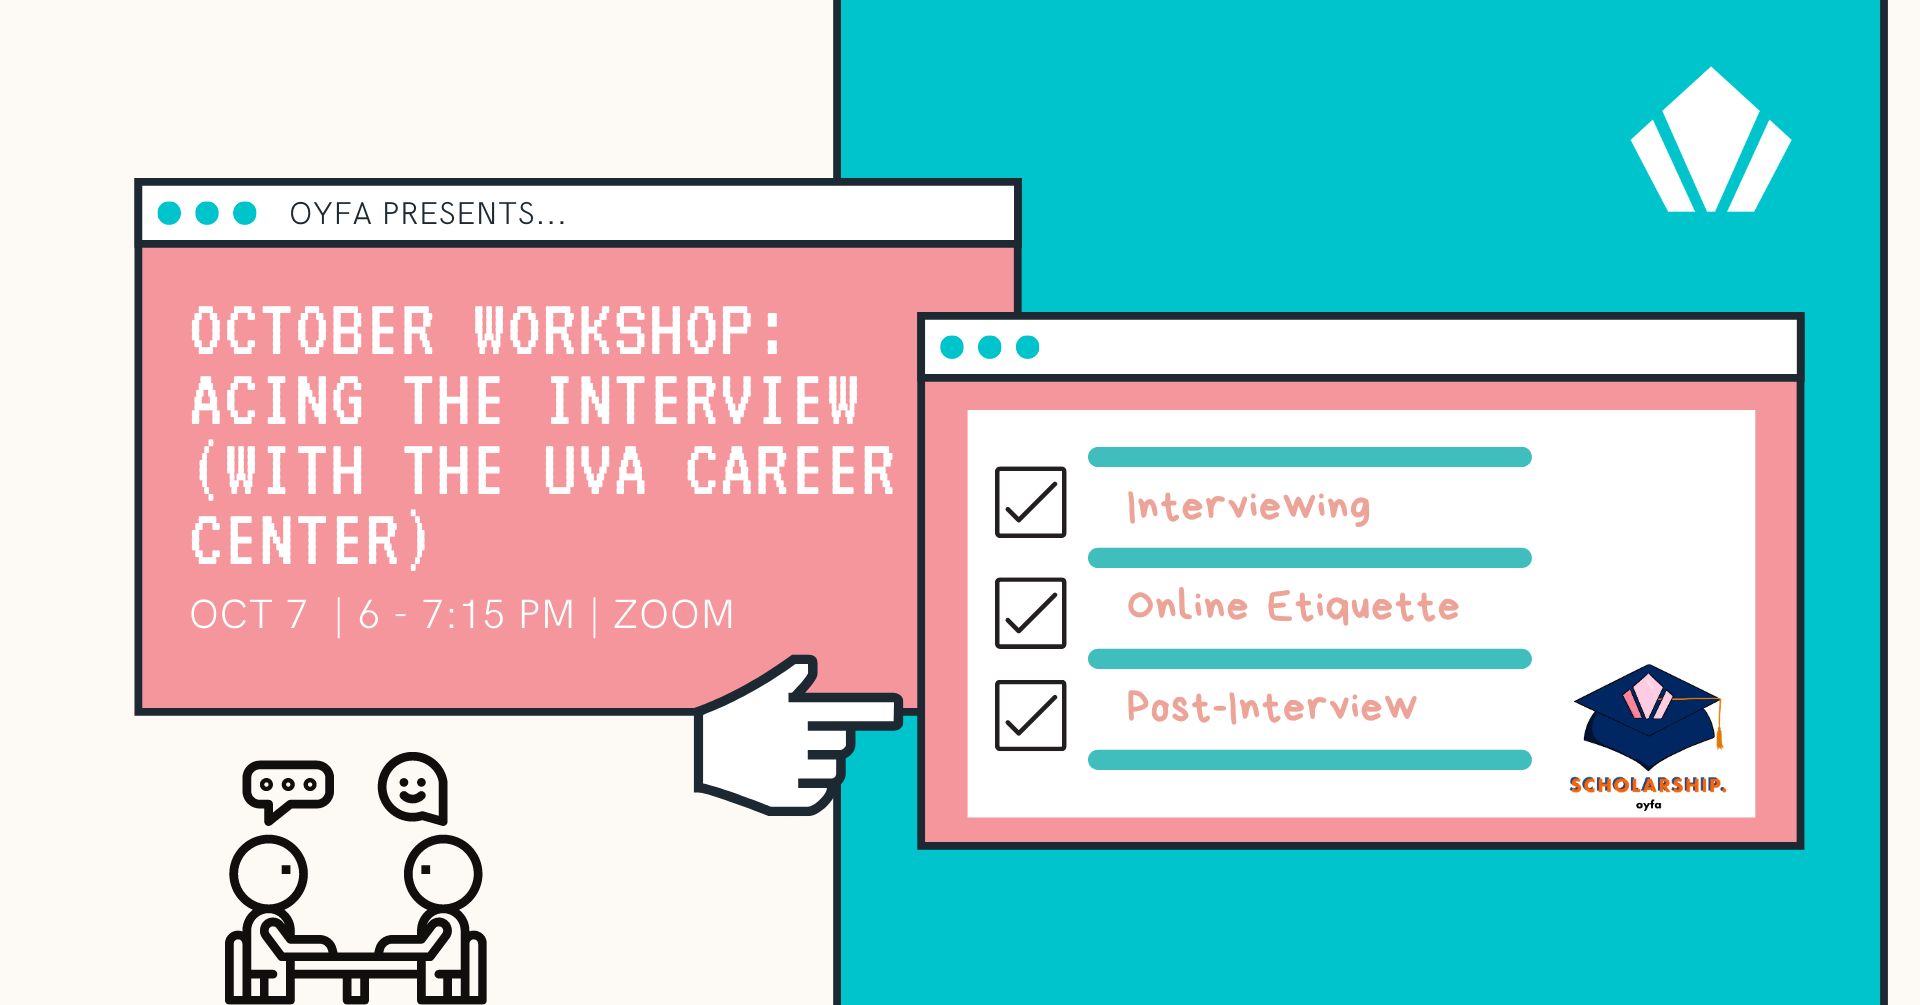 OYFA PRESENTS...
OCTOBER WORKSHOP:
ACING THE INTERVIEW
(WITH THE UVA CAREER
CENTER)
OCT 7 | 6 - 7:15 PM | ZOOM
Interviewing
Online Etiquette
Post-Interview
SCHOLARSHIP.
oyfa